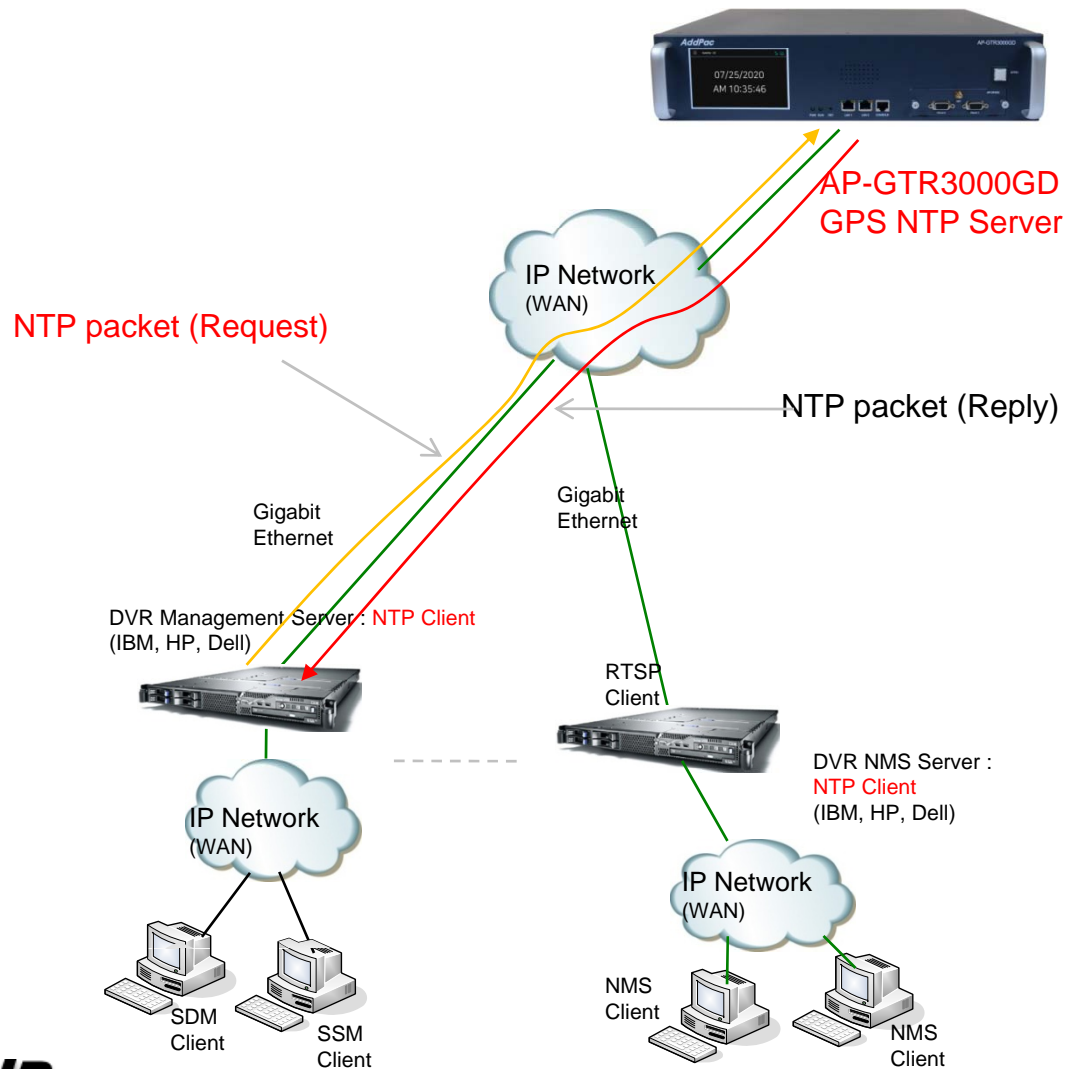 AddPac
AP-GTR3000GD
07/25/2020
AM 10:35:46
AP-GTR3000GD
GPS NTP Server
IP Network
(WAN)
NTP packet (Request)
NTP packet (Reply)
Gigabit
Ethernet
Gigabit
Ethernet
DVR Management Server : NTP Client
(IBM, HP, Dell)
RTSP
Client
DVR NMS Server :
NTP Client
(IBM, HP, Dell)
IP Network
(WAN)
IP Network
(WAN)
SDM
Client
SSM
Client
NMS
Client
NMS
Client